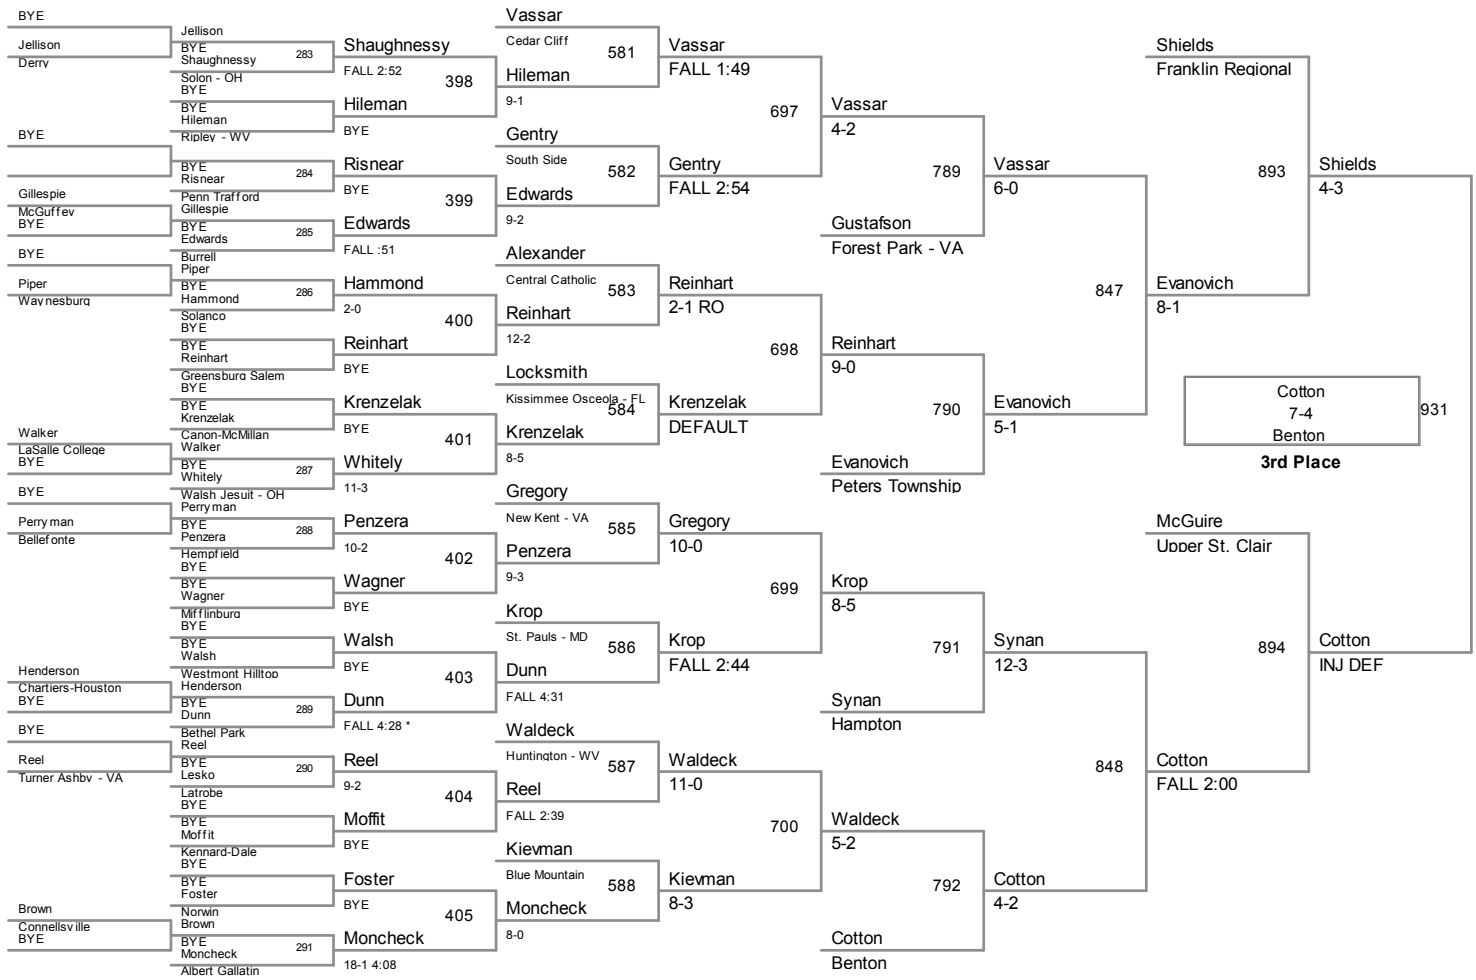 BYE
Jellison
Derry
BYE
Gillespie
McGuffey
BYE
BYE
Piper
Waynesburg
Walker
LaSalle College
BYE
BYE
Perryman
Bellefonte
Henderson
Chartiers-Houston
BYE
BYE
Reel
Turner Ashby - VA
Brown
Connellsville
BYE
Jellison
BYE
Shaughnessy
283
Solon - OH
BYE
BYE
Hileman
Ripley - WV
BYE
Risnear
284
Penn Trafford
Gillespie
BYE
Edwards
285
Burrell
Piper
BYE
Hammond
286
Solanco
BYE
BYE
Reinhart
Greensburg Salem
BYE
BYE
Krenzelak
Canon-McMillan
Walker
BYE
Whitely
287
Walsh Jesuit - OH
Perryman
BYE
Penzera
288
Hempfield
BYE
BYE
Wagner
Mifflinburg
BYE
BYE
Walsh
Westmont Hilltop
Henderson
BYE
Dunn
289
Bethel Park
Reel
BYE
Lesko
290
Latrobe
BYE
BYE
Moffit
Kennard-Dale
BYE
BYE
Foster
Norwin
Brown
BYE
Moncheck
291
Albert Gallatin
Shaughnessy
FALL 2:52
398
Hileman
BYE
Risnear
BYE
399
Edwards
FALL :51
Hammond
2-0
400
Reinhart
BYE
Krenzelak
BYE
401
Whitely
11-3
Penzera
10-2
402
Wagner
BYE
Walsh
BYE
403
Dunn
FALL 4:28 *
Reel
9-2
404
Moffit
BYE
Foster
BYE
405
Moncheck
18-1 4:08
Vassar
Cedar Cliff
581
Hileman
9-1
Gentry
South Side
582
Edwards
9-2
Alexander
Central Catholic
583
Reinhart
12-2
Locksmith
Kissimmee Osceola - FL
584
Krenzelak
8-5
Gregory
New Kent - VA
585
Penzera
9-3
Krop
St. Pauls - MD
586
Dunn
FALL 4:31
Waldeck
Huntington - WV
587
Reel
FALL 2:39
Kievman
Blue Mountain
588
Moncheck
8-0
Vassar
FALL 1:49
697
Gentry
FALL 2:54
Reinhart
2-1 RO
698
Krenzelak
DEFAULT
Gregory
10-0
699
Krop
FALL 2:44
Waldeck
11-0
700
Kievman
8-3
Vassar
4-2
789
Gustafson
Forest Park - VA
Reinhart
9-0
790
Evanovich
Peters Township
Krop
8-5
791
Synan
Hampton
Waldeck
5-2
792
Cotton
Benton
Vassar
6-0
847
Evanovich
5-1
Synan
12-3
848
Cotton
4-2
Shields
Franklin Regional
893
Evanovich
8-1
McGuire
Upper St. Clair
894
Cotton
FALL 2:00
Shields
4-3
Cotton
INJ DEF
Cotton
7-4
931
Benton
3rd Place